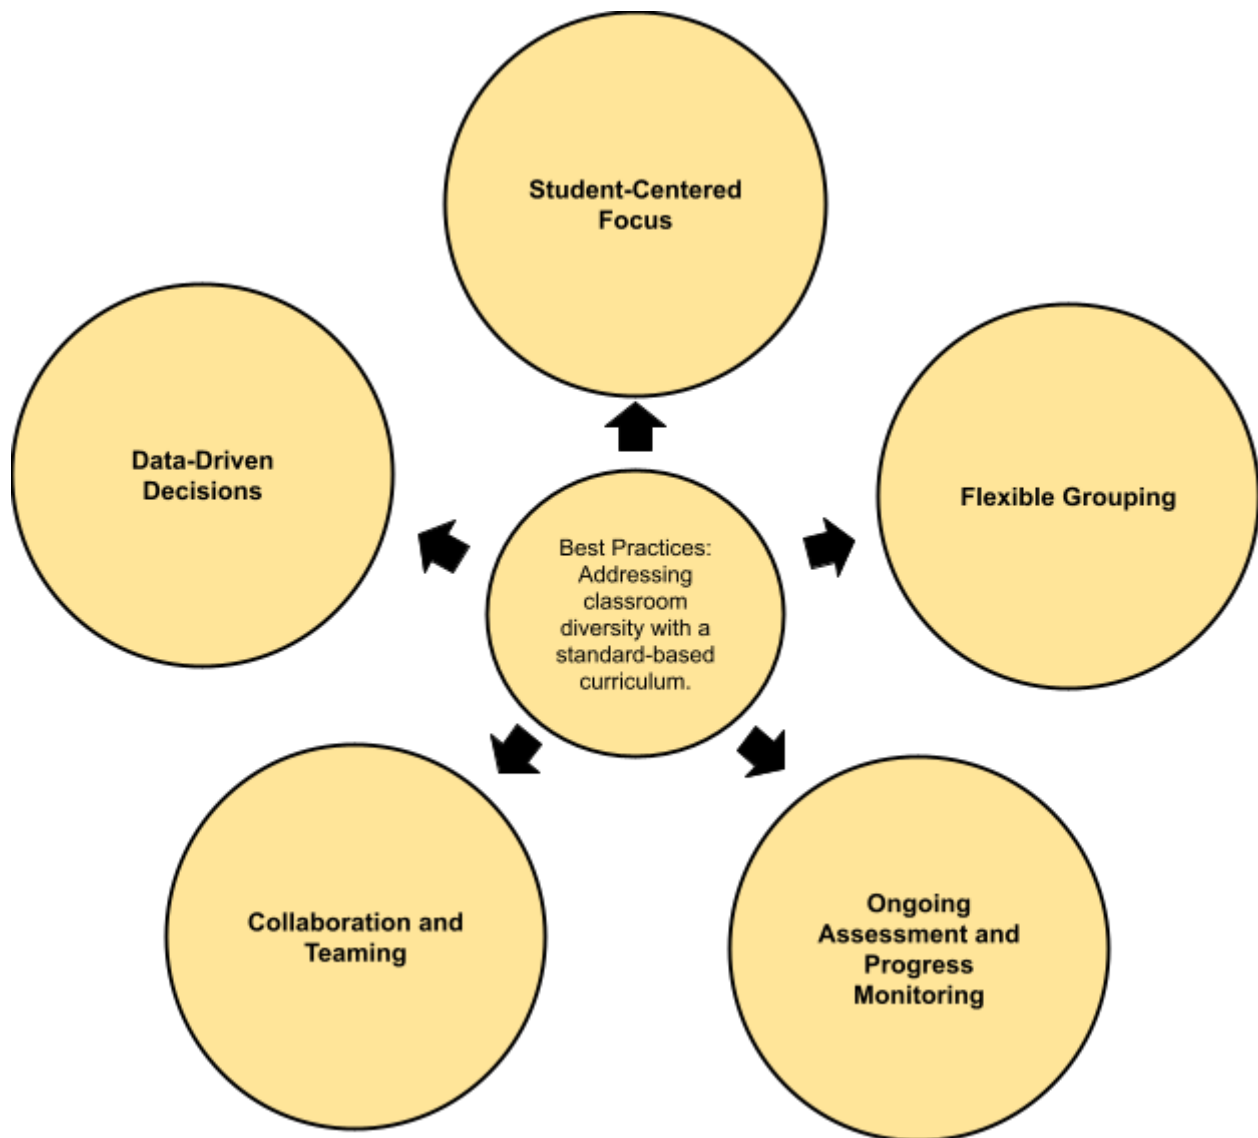 Student-Centered
Focus
Data-Driven
Decisions
Flexible Grouping
Best Practices:
Addressing
classroom
diversity with a
standard-based
curriculum.
Collaboration and
Teaming
Ongoing
Assessment and
Progress
Monitoring